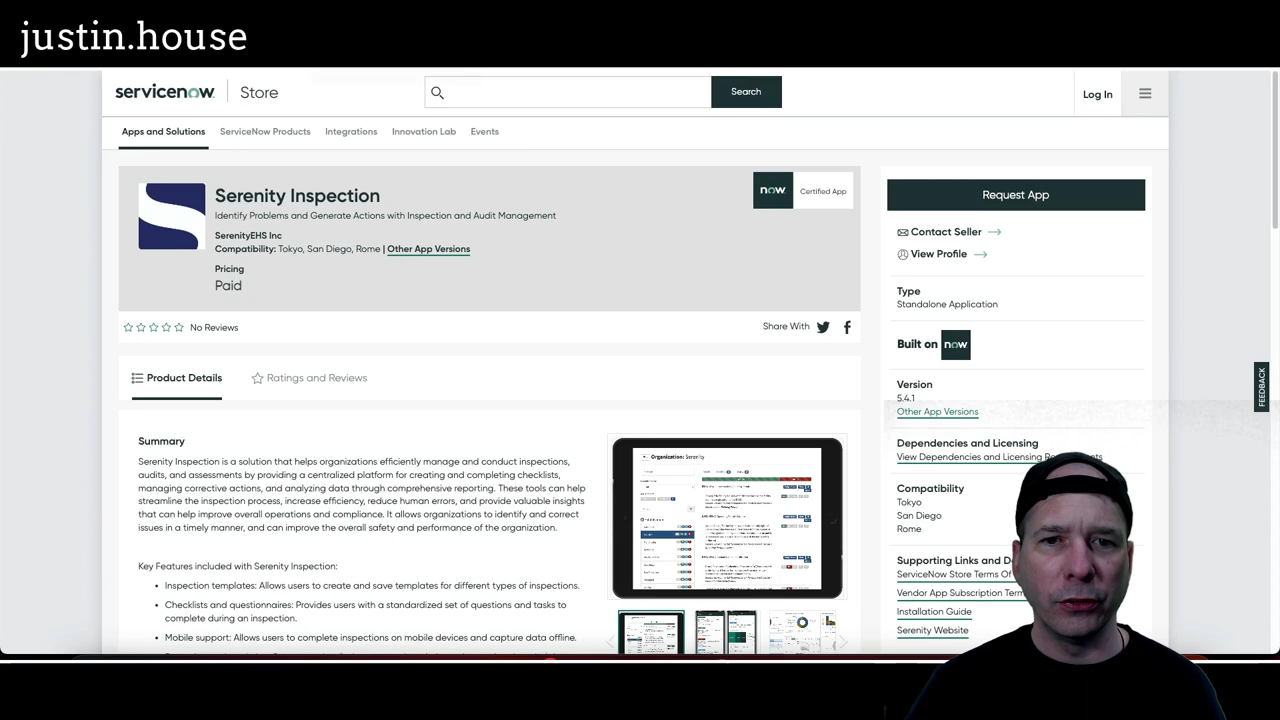 justin.house
servicenow. Store
Search
Log In
Apps and Solutions ServiceNow Products Integrations Innovation Lab Events
Serenity Inspection
Identify Problems and Generate Actions with Inspection and Audit Management
SerenityEHS Inc
Compatibility: Tokyo, San Diego, Rome | Other App Versions
Pricing
Paid
now Certified App
No Reviews
Share With
Product Details Ratings and Reviews
Summary
Serenity Inspection is a solution that helps organizations efficiently manage and conduct inspections,
audits, and assessments by providing a centralized platform for creating and completing checklists,
managing corrective actions, and analyzing data through comprehensive reporting. These tools can help
streamline the inspection process, increase efficiency, reduce human errors, and provide valuable insights
that can help improve overall operations and compliance. It allows organizations to identify and correct
issues in a timely manner, and can improve the overall safety and performance of the organization.
Key Features included with Serenity Inspection:
• Inspection templates: Allows users to create and save templates for different types of inspections.
• Checklists and questionnaires: Provides users with a standardized set of questions and tasks to
complete during an inspection.
• Mobile support: Allows users to complete inspections on mobile devices and capture data offline.
Organization: Serenity
Request App
Contact Seller
View Profile
Type
Standalone Application
Built on now
Version
5.4.1
Other App Versions
Dependencies and Licensing
View Dependencies and Licensing
Compatibility
Tokyo
San Diego
Rome
Supporting Links and
ServiceNow Store Terms Of
Vendor App Subscription
Installation Guide
Serenity Website
FEEDBACK